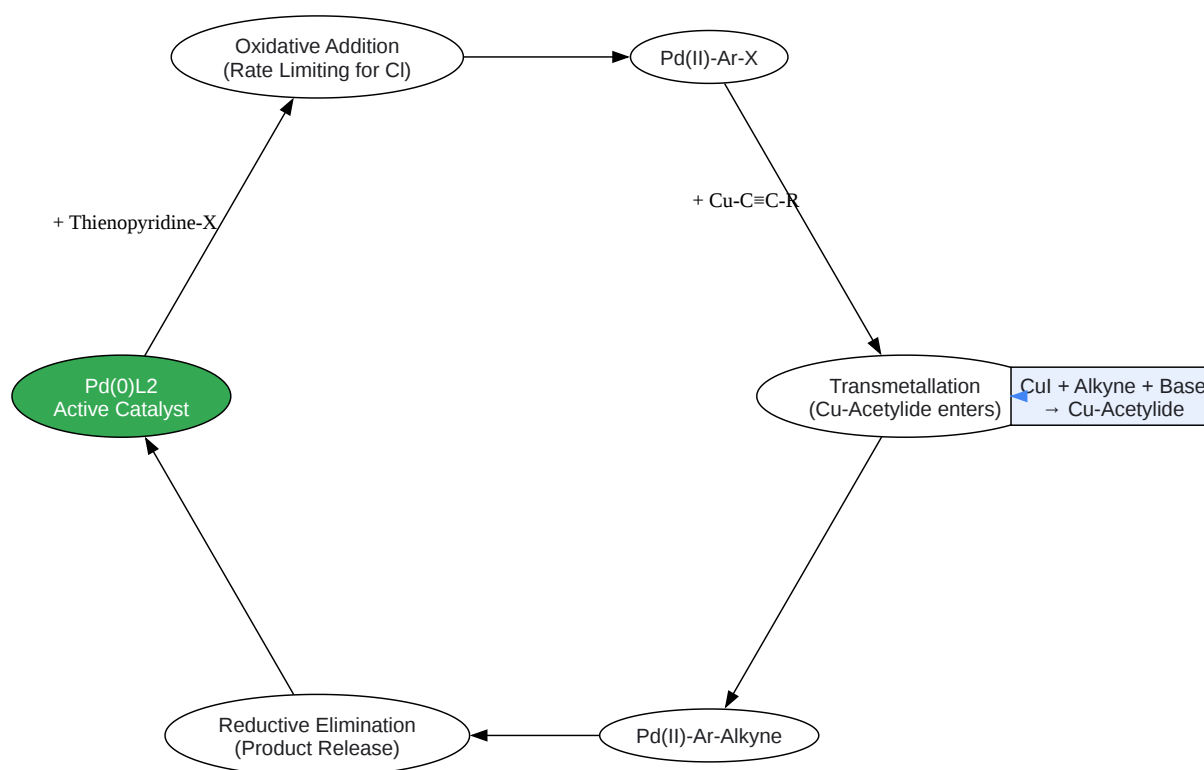 Oxidative Addition
(Rate Limiting for Cl)
Pd(II)-Ar-X
+ Thienopyridine-X
+ Cu-C≡C-R
Pd(0)L2
Active Catalyst
Transmetallation
(Cu-Acetylide enters)
CuI + Alkyne + Base
→ Cu-Acetylide
Reductive Elimination
(Product Release)
Pd(II)-Ar-Alkyne